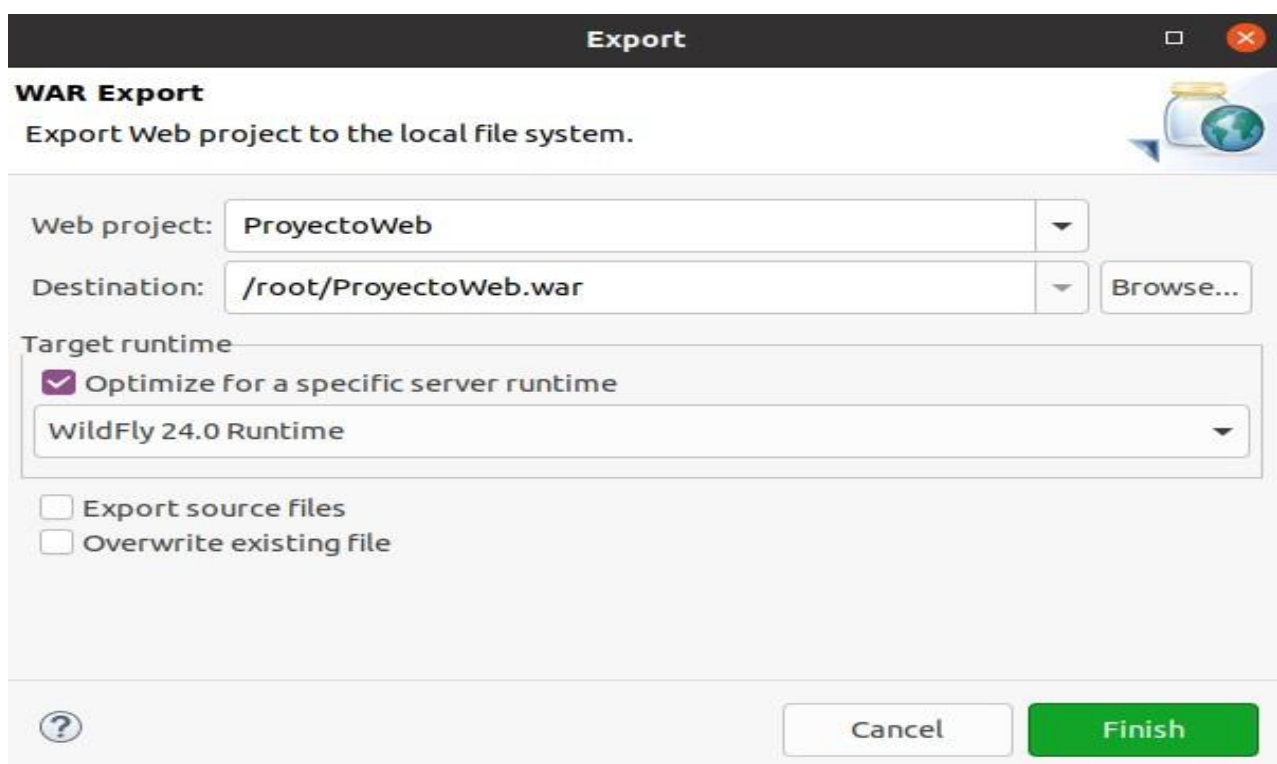 Export
WAR Export
Export Web project to the local file system.
Web project: ProyectoWeb
Destination: /root/ProyectoWeb.war Browse...
Target runtime
Optimize for a specific server runtime
WildFly 24.0 Runtime
Export source files
Overwrite existing file
? Cancel Finish